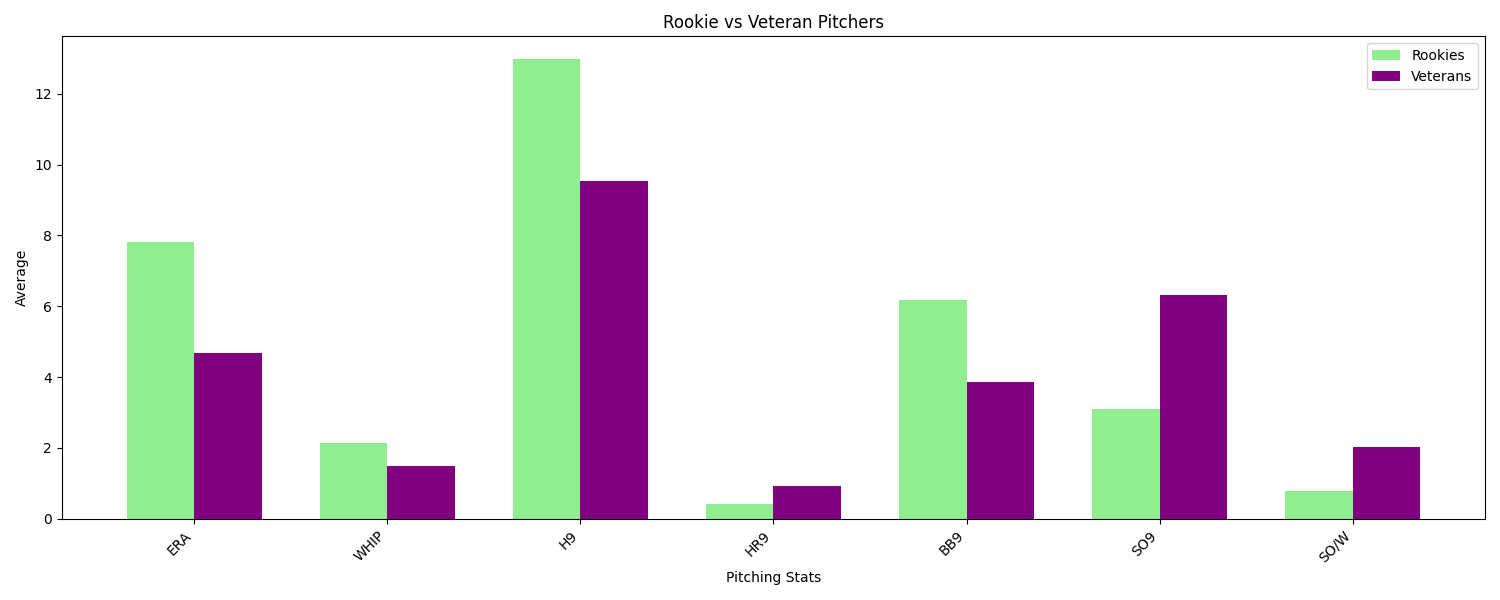 Rookie vs Veteran Pitchers
Rookies
Veterans
Average
12
10
8
6
4
2
0
ERA
WHIP
H9
HR9
BB9
SO9
SO/W
Pitching Stats